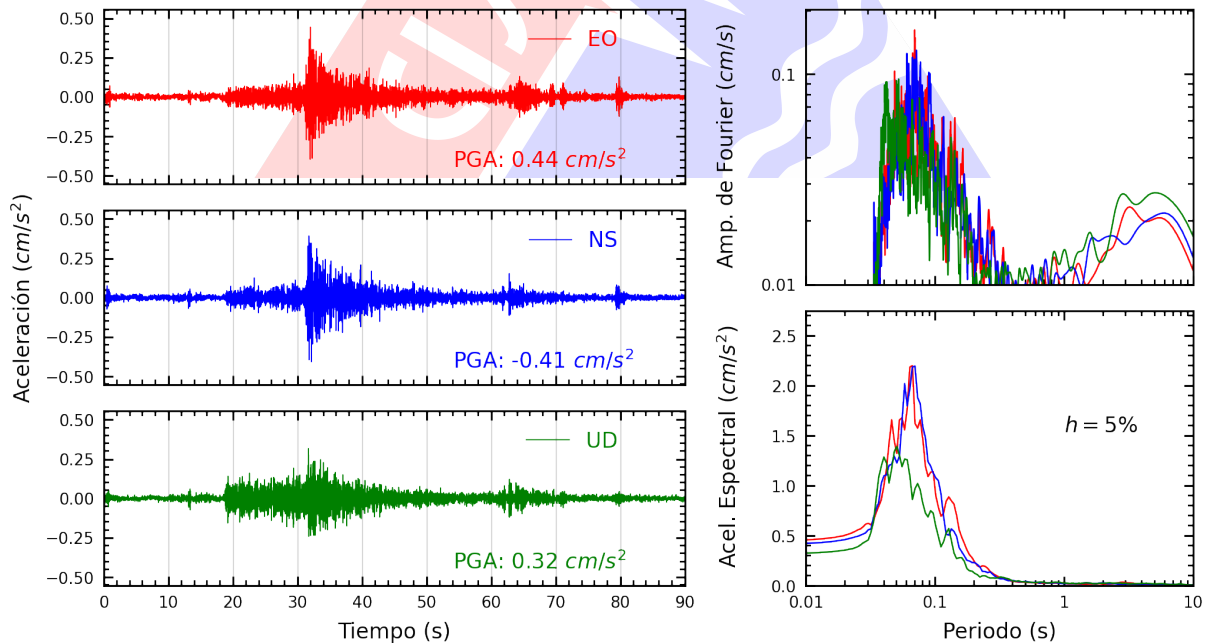 0.50
0.25
0.00
-0.25
-0.50
EO
PGA: 0.44 cm/s²
0.50
0.25
0.00
-0.25
-0.50
NS
PGA: -0.41 cm/s²
0.50
0.25
0.00
-0.25
-0.50
UD
PGA: 0.32 cm/s²
0 10 20 30 40 50 60 70 80 90
Tiempo (s)
Aceleración (cm/s²)
0.1
0.01
Amp. de Fourier (cm/s)
2.5
2.0
1.5
1.0
0.5
0.0
h = 5%
Acel. Espectral (cm/s²)
0.01 0.1 1 10
Periodo (s)